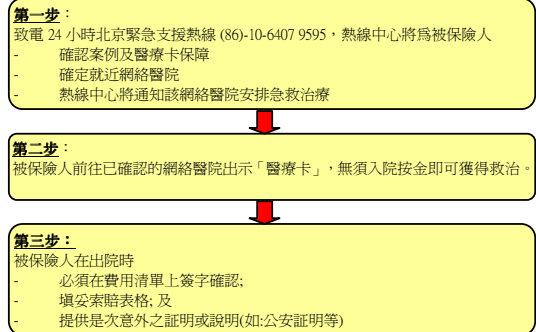 第一步：
致電 24 小時北京緊急支援熱線 (86)-10-6407 9595，熱線中心將爲被保險人
- 確認案例及醫療卡保障
- 確定就近網絡醫院
- 熱線中心將通知該網絡醫院安排急救治療
第二步：
被保險人前往已確認的網絡醫院出示「醫療卡」，無須入院按金即可獲得救治。
第三步：
被保險人在出院時
- 必須在費用清單上簽字確認;
- 填妥索賠表格; 及
- 提供是次意外之証明或說明(如:公安証明等)